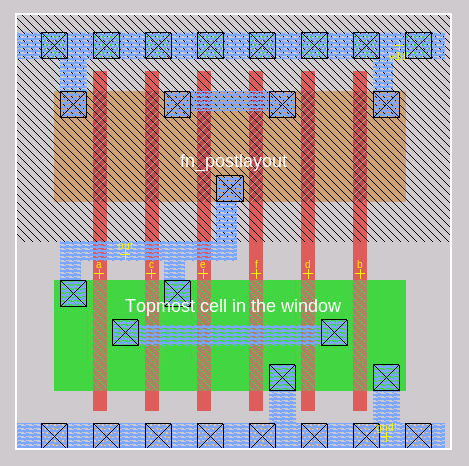 vdd
fn_postlayout
out
a c e f d b
Topmost cell in the window
gnd!